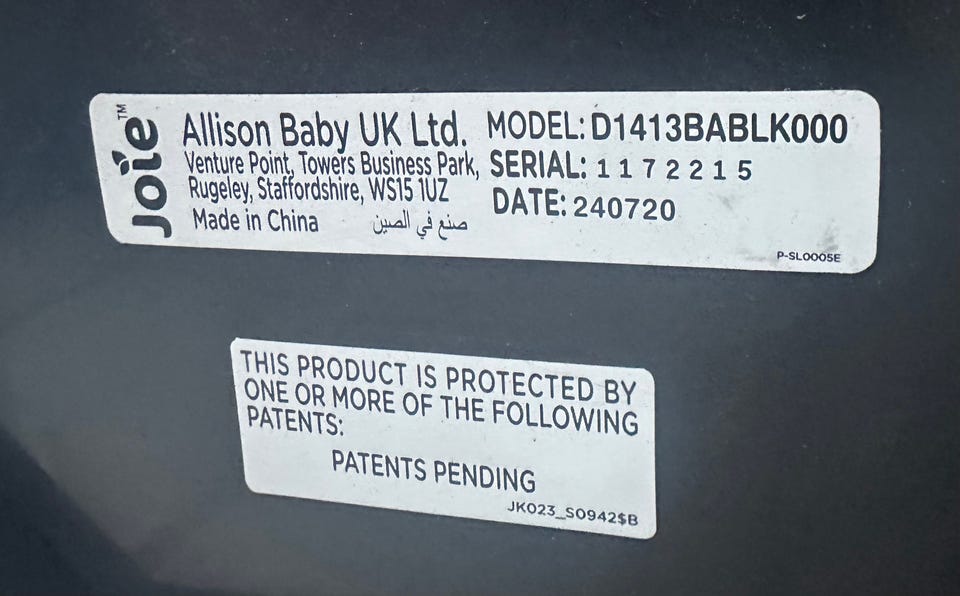 Joie™
Allison Baby UK Ltd.
Venture Point, Towers Business Park,
Rugeley, Staffordshire, WS15 1UZ
Made in China صنع في الصين
MODEL: D1413BABLK000
SERIAL: 1172215
DATE: 240720
P-SL0005E
THIS PRODUCT IS PROTECTED BY
ONE OR MORE OF THE FOLLOWING
PATENTS:
PATENTS PENDING
JK023_S0942$B